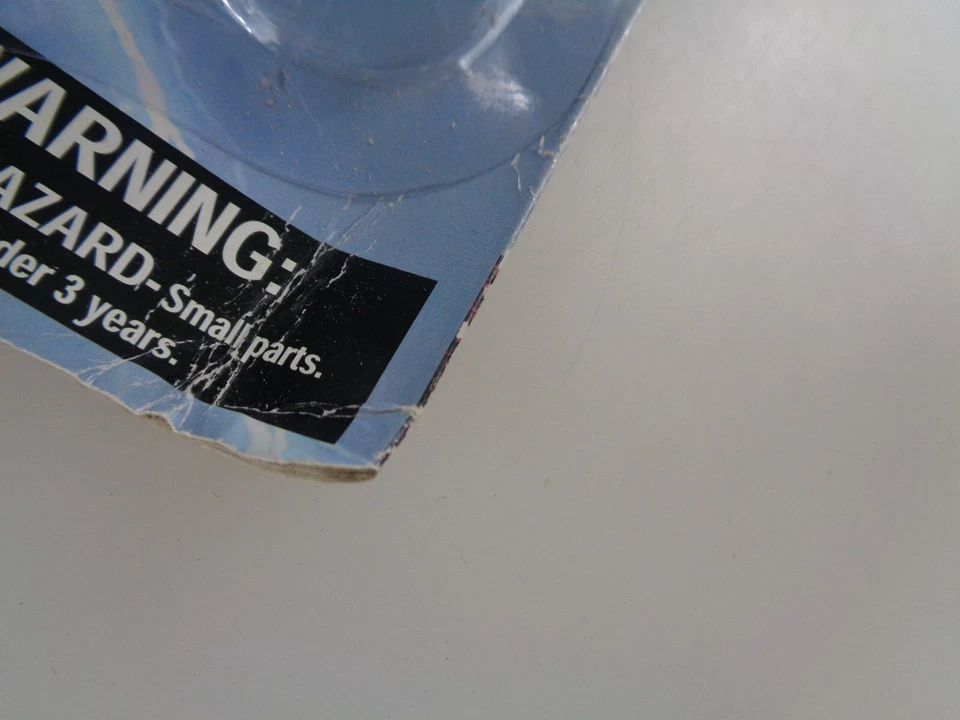 WARNING:
AZARD- Small parts.
der 3 years.